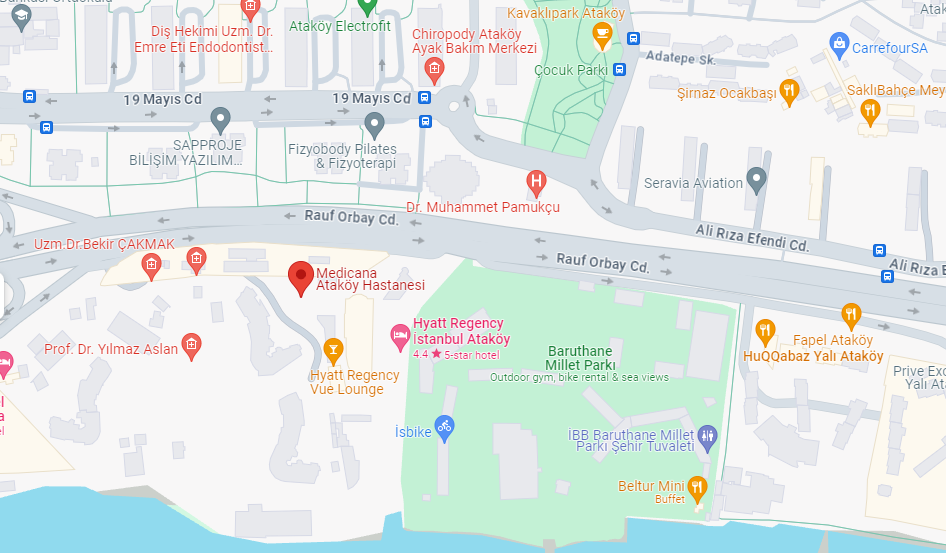 Kavaklıpark Ataköy
Ataköy Electrofit
Diş Hekimi Uzm. Dr.
Emre Eti Endodontist...
Chiropody Ataköy
Ayak Bakım Merkezi
CarrefourSA
Adatepe Sk.
Çocuk Parkı
Şirnaz Ocakbaşı
SaklıBahçe Mey
19 Mayıs Cd
19 Mayıs Cd
SAPPROJE
BİLİŞİM YAZILIM...
Fizyobody Pilates
& Fizyoterapi
Seravia Aviation
H
Dr. Muhammet Pamukçu
Rauf Orbay Cd.
Ali Rıza Efendi Cd.
Uzm.Dr.Bekir ÇAKMAK
Rauf Orbay Cd.
Ali Rıza E
Medicana
Ataköy Hastanesi
Hyatt Regency
İstanbul Ataköy
4.4 ★ 5-star hotel
Prof. Dr. Yılmaz Aslan
Baruthane
Millet Parkı
Outdoor gym, bike rental & sea views
Fapel Ataköy
HuQQabaz Yalı Ataköy
Hyatt Regency
Vue Lounge
Prive Exc
Yalı Ata
el
a
el
İsbike
İBB Baruthane Millet
Parkı Şehir Tuvaleti
Beltur Mini
Büffet